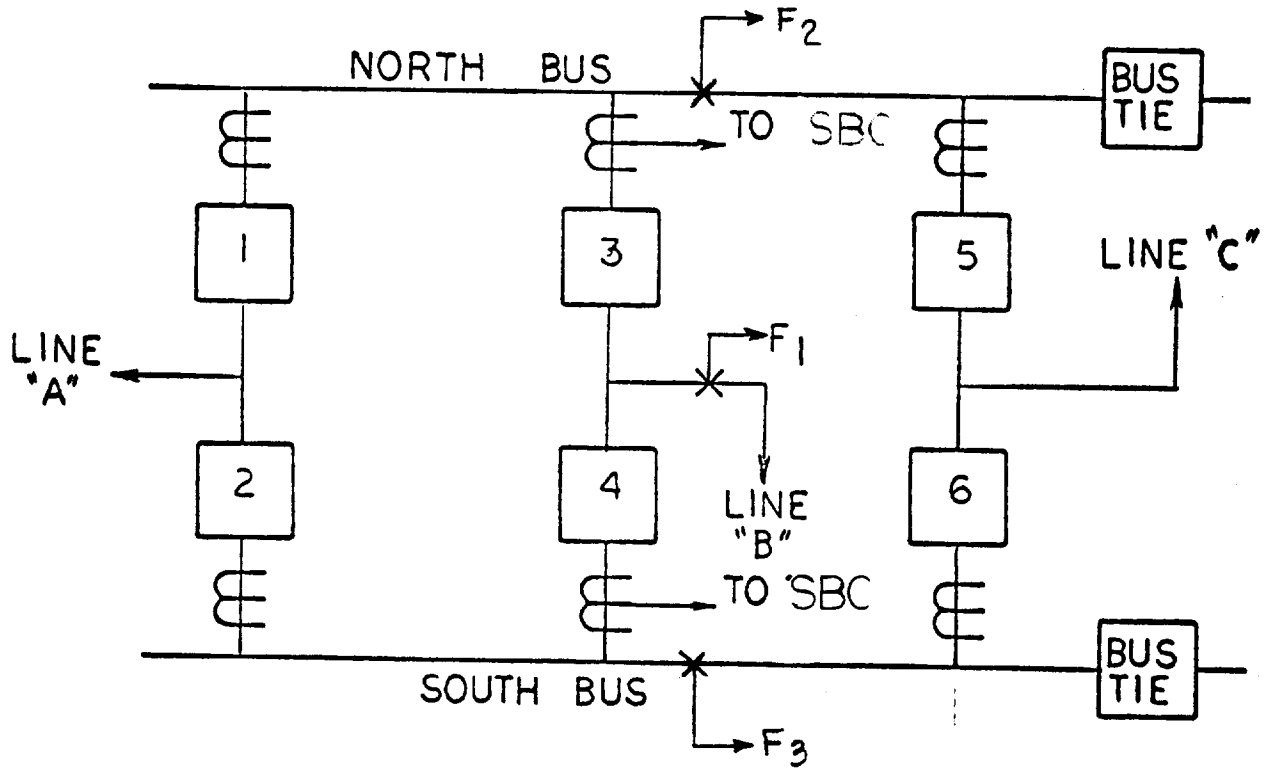 F2
NORTH BUS
BUS
TIE
TO SBC
1
3
5
LINE "C"
LINE
"A"
F1
2
4
6
LINE
"B"
TO SBC
BUS
TIE
SOUTH BUS
F3